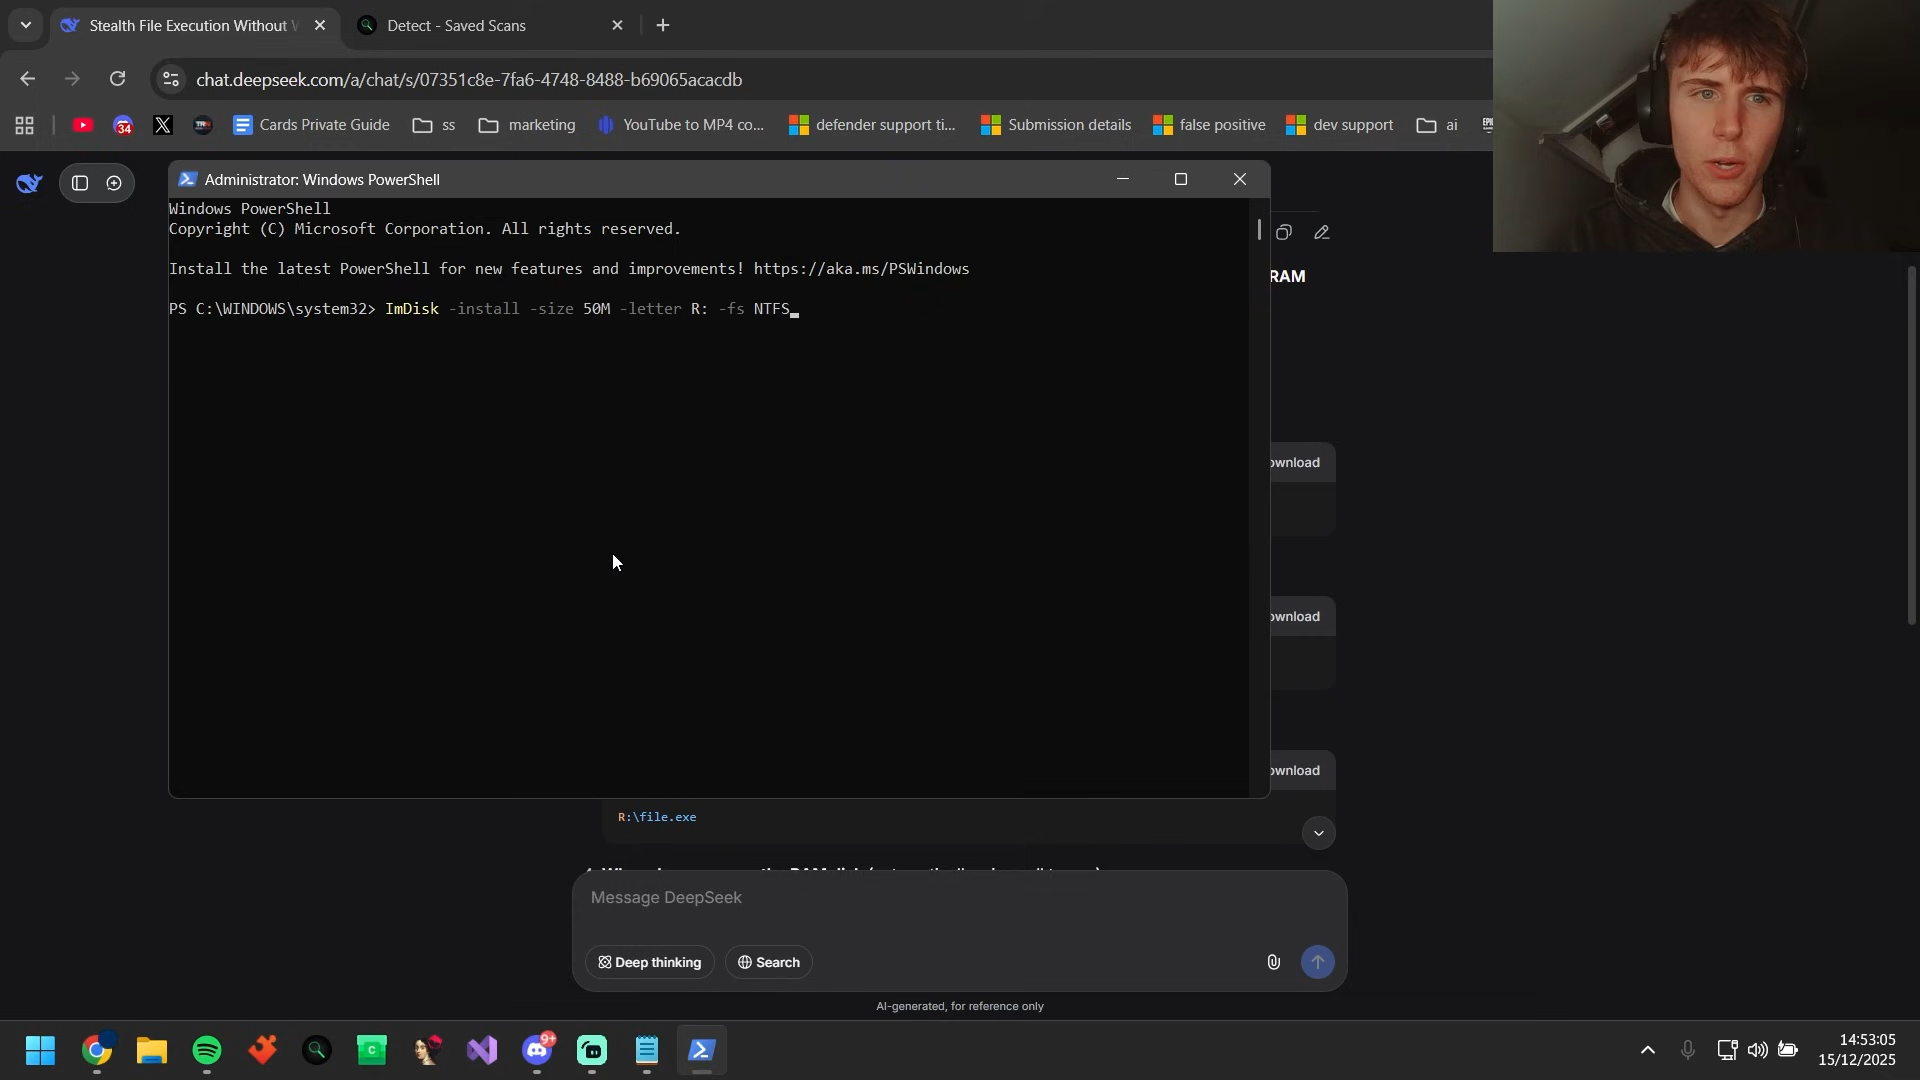 Stealth File Execution Without
Detect - Saved Scans
chat.deepseek.com/a/chat/s/07351c8e-7fa6-4748-8488-b69065acacdb
34
Cards Private Guide
ss
marketing
YouTube to MP4 co...
defender support ti...
Submission details
false positive
dev support
ai
Administrator: Windows PowerShell
Windows PowerShell
Copyright (C) Microsoft Corporation. All rights reserved.
Install the latest PowerShell for new features and improvements! https://aka.ms/PSWindows
PS C:\WINDOWS\system32> ImDisk -install -size 50M -letter R: -fs NTFS
RAM
ownload
ownload
ownload
R:\file.exe
Message DeepSeek
Deep thinking
Search
AI-generated, for reference only
9+
14:53:05
15/12/2025